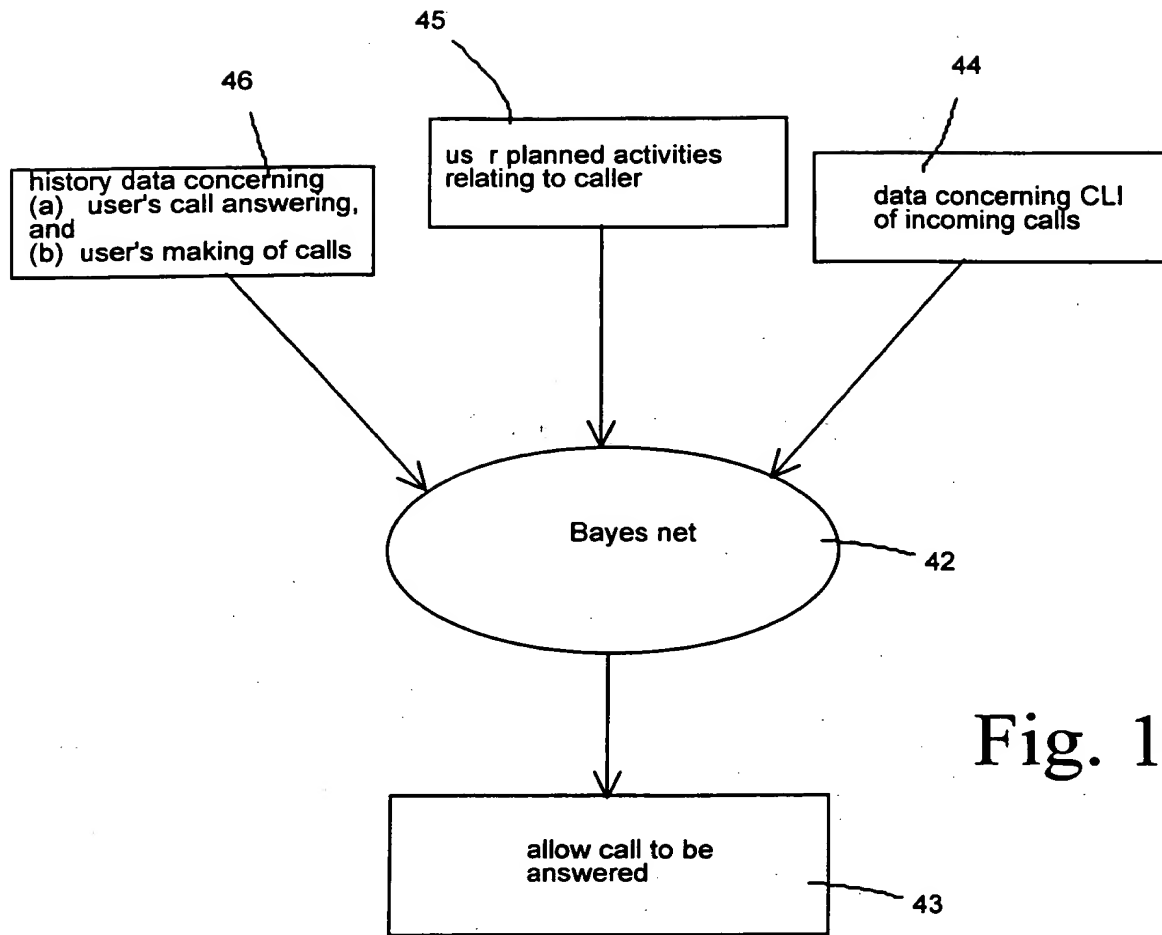 45
46
44
history data concerning
(a) user's call answering,
and
(b) user's making of calls
us r planned activities
relating to caller
data concerning CLI
of incoming calls
Bayes net
42
Fig. 1
allow call to be
answered
43